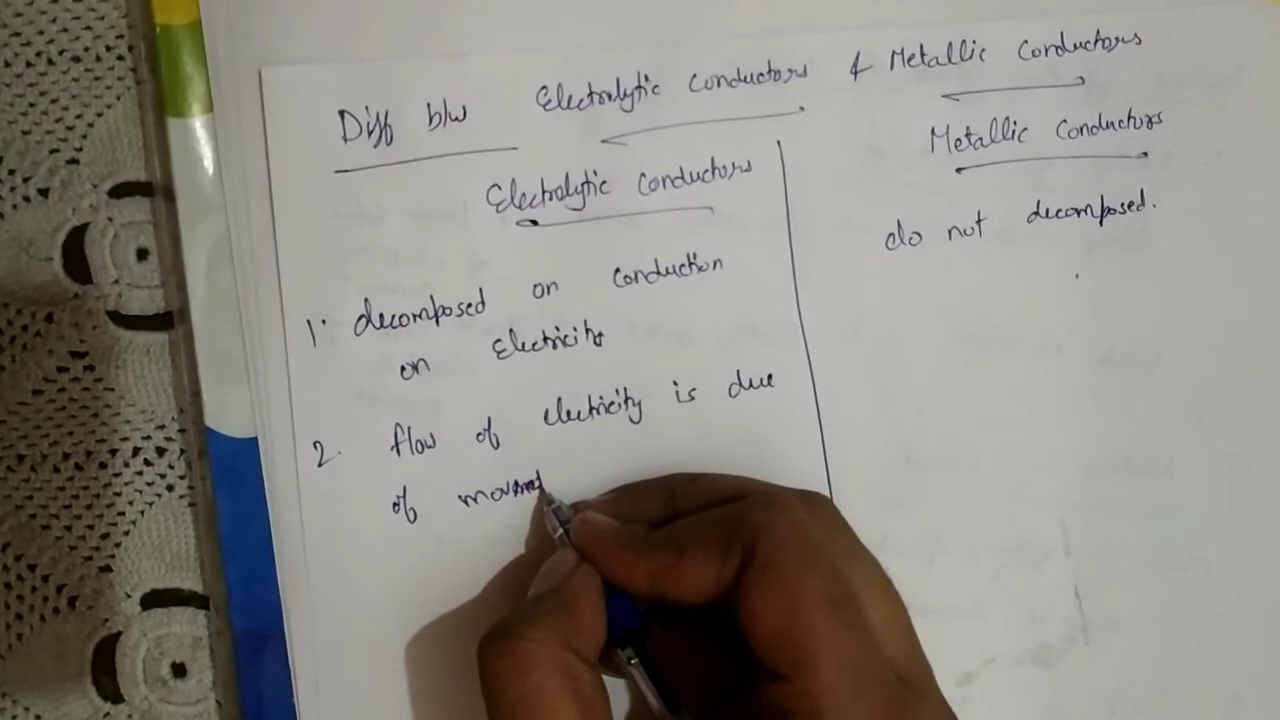 Diff b/w Electrolytic Conductors & Metallic Conductors
Electrolytic Conductors
1. decomposed on conduction
on Electricity
2. flow of electricity is due
of
Metallic Conductors
do not decomposed.